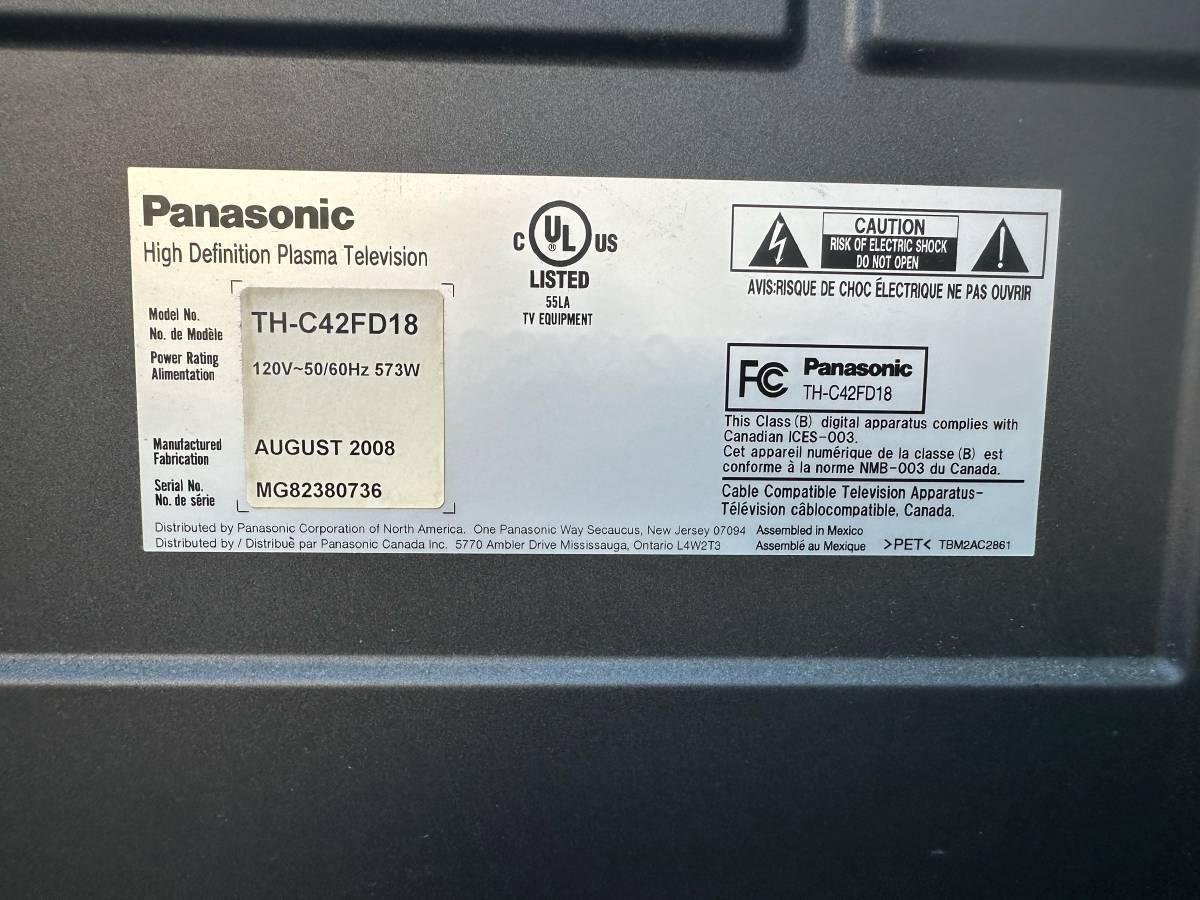 Panasonic
High Definition Plasma Television
Model No.
No. de Modèle
TH-C42FD18
Power Rating
Alimentation
120V~50/60Hz 573W
Manufactured
Fabrication
AUGUST 2008
Serial No.
No. de série
MG82380736
C UL ® US
LISTED
55LA
TV EQUIPMENT
CAUTION
RISK OF ELECTRIC SHOCK
DO NOT OPEN
!
AVIS:RISQUE DE CHOC ÉLECTRIQUE NE PAS OUVRIR
FC Panasonic
TH-C42FD18
This Class (B) digital apparatus complies with
Canadian ICES-003.
Cet appareil numérique de la classe (B) est
conforme à la norme NMB-003 du Canada.
Cable Compatible Television Apparatus-
Télévision câblocompatible, Canada.
Distributed by Panasonic Corporation of North America. One Panasonic Way Secaucus, New Jersey 07094 Assembled in Mexico
Distributed by / Distribué par Panasonic Canada Inc. 5770 Ambler Drive Mississauga, Ontario L4W2T3 Assemblé au Mexique >PET< TBM2AC2861